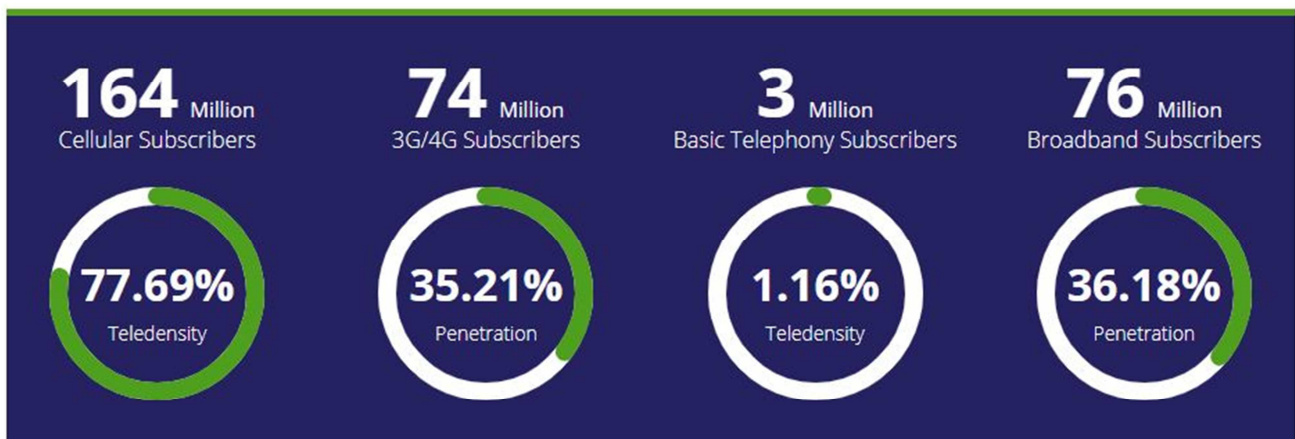 164 Million
Cellular Subscribers
77.69%
Teledensity
74 Million
3G/4G Subscribers
35.21%
Penetration
3 Million
Basic Telephony Subscribers
1.16%
Teledensity
76 Million
Broadband Subscribers
36.18%
Penetration